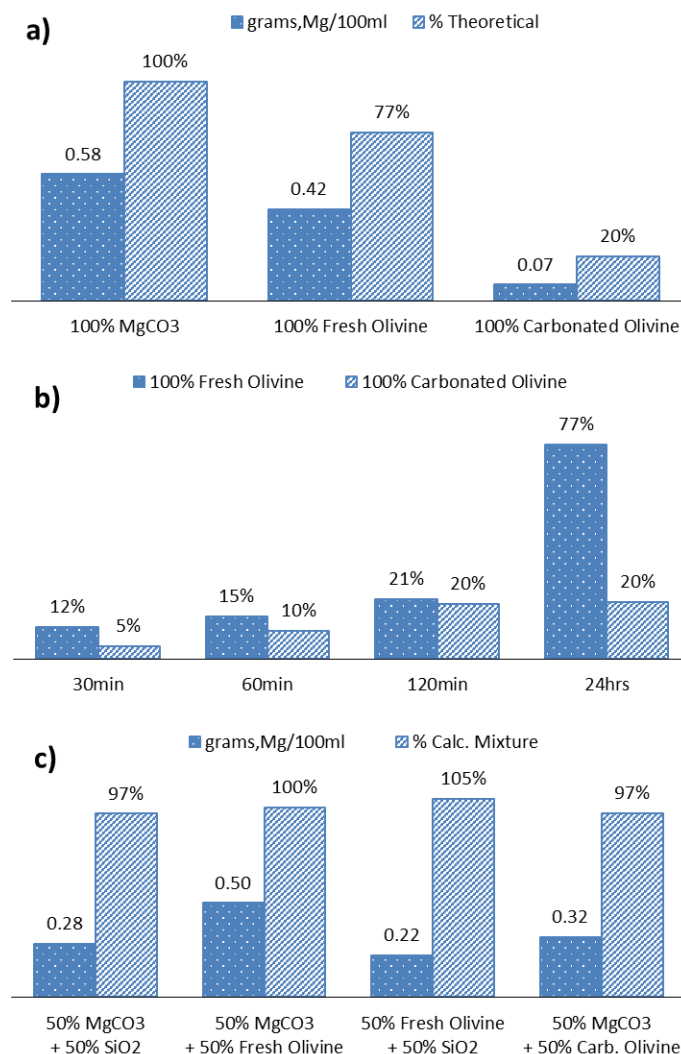 a)
grams,Mg/100ml % Theoretical
100%
77%
0.58
0.42
20%
0.07
100% MgCO3 100% Fresh Olivine 100% Carbonated Olivine
100% Fresh Olivine 100% Carbonated Olivine
b)
77%
12% 5% 15% 10% 21% 20% 20%
30min 60min 120min 24hrs
grams,Mg/100ml % Calc. Mixture
c)
97% 100% 105% 97%
0.28 0.50 0.22 0.32
50% MgCO3 50% MgCO3 50% Fresh Olivine 50% MgCO3
+ 50% SiO2 + 50% Fresh Olivine + 50% SiO2 + 50% Carb. Olivine